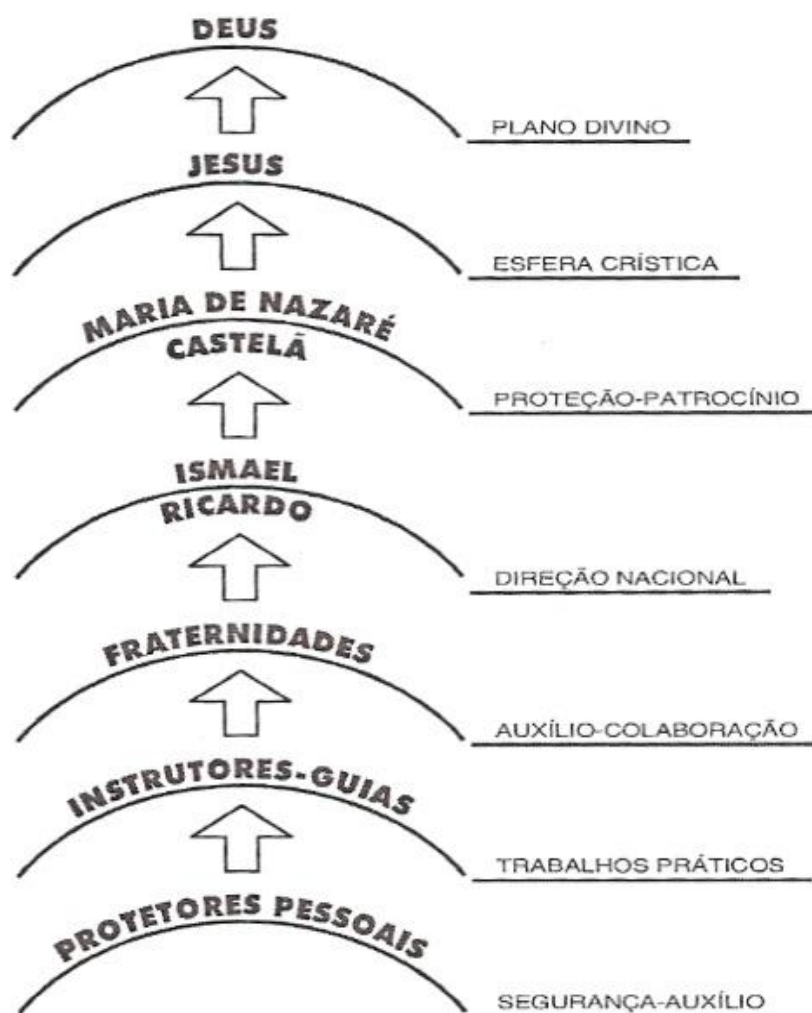 DEUS
PLANO DIVINO
JESUS
ESFERA CRÍSTICA
MARIA DE NAZARÉ
CASTELÃ
PROTEÇÃO-PATROCÍNIO
ISMAEL
RICARDO
DIREÇÃO NACIONAL
FRATERNIDADES
AUXÍLIO-COLABORAÇÃO
INSTRUTORES-GUIAS
TRABALHOS PRÁTICOS
PROTETORES PESSOAIS
SEGURANÇA-AUXÍLIO